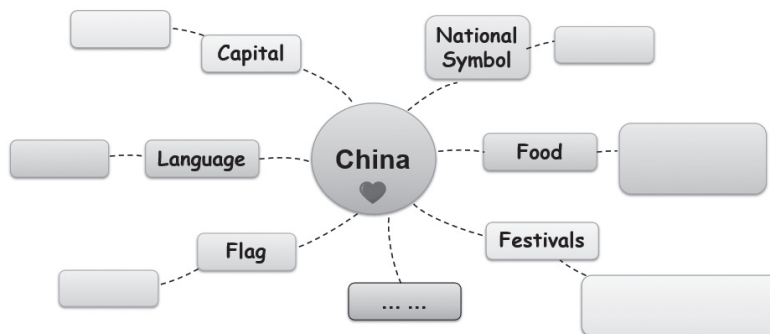 Capital
National
Symbol
Language
China
Food
Flag
Festivals
... ...